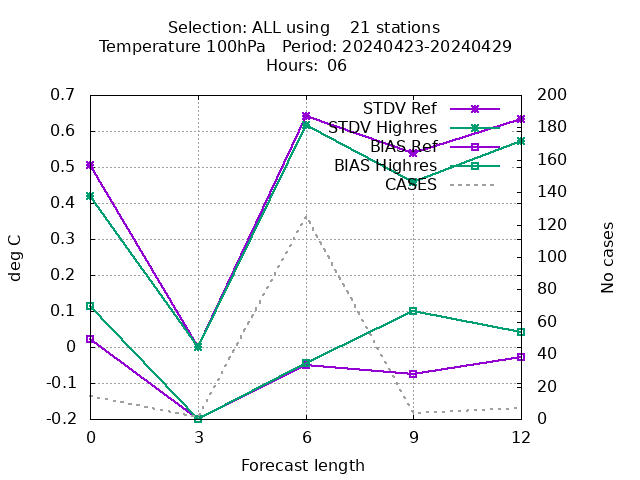 Selection: ALL using    21 stations
Temperature 100hPa   Period: 20240423-20240429
Hours:  06
0.7
0.6
0.5
0.4
0.3
0.2
0.1
0
-0.1
-0.2
200
180
160
140
120
100
80
60
40
20
0
STDV Ref
STDV Highres
BIAS Ref
BIAS Highres
CASES
deg C
No cases
0 3 6 9 12
Forecast length